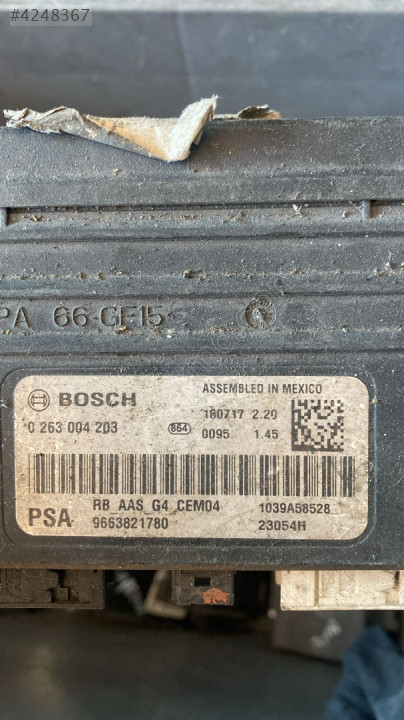 #4248367
PA 66-GF15
BOSCH
ASSEMBLED IN MEXICO
0 263 004 203
864
160717 2.20
0095 1.45
RB_AAS_G4_CEM04
1039A58528
PSA
9663821780
23054H